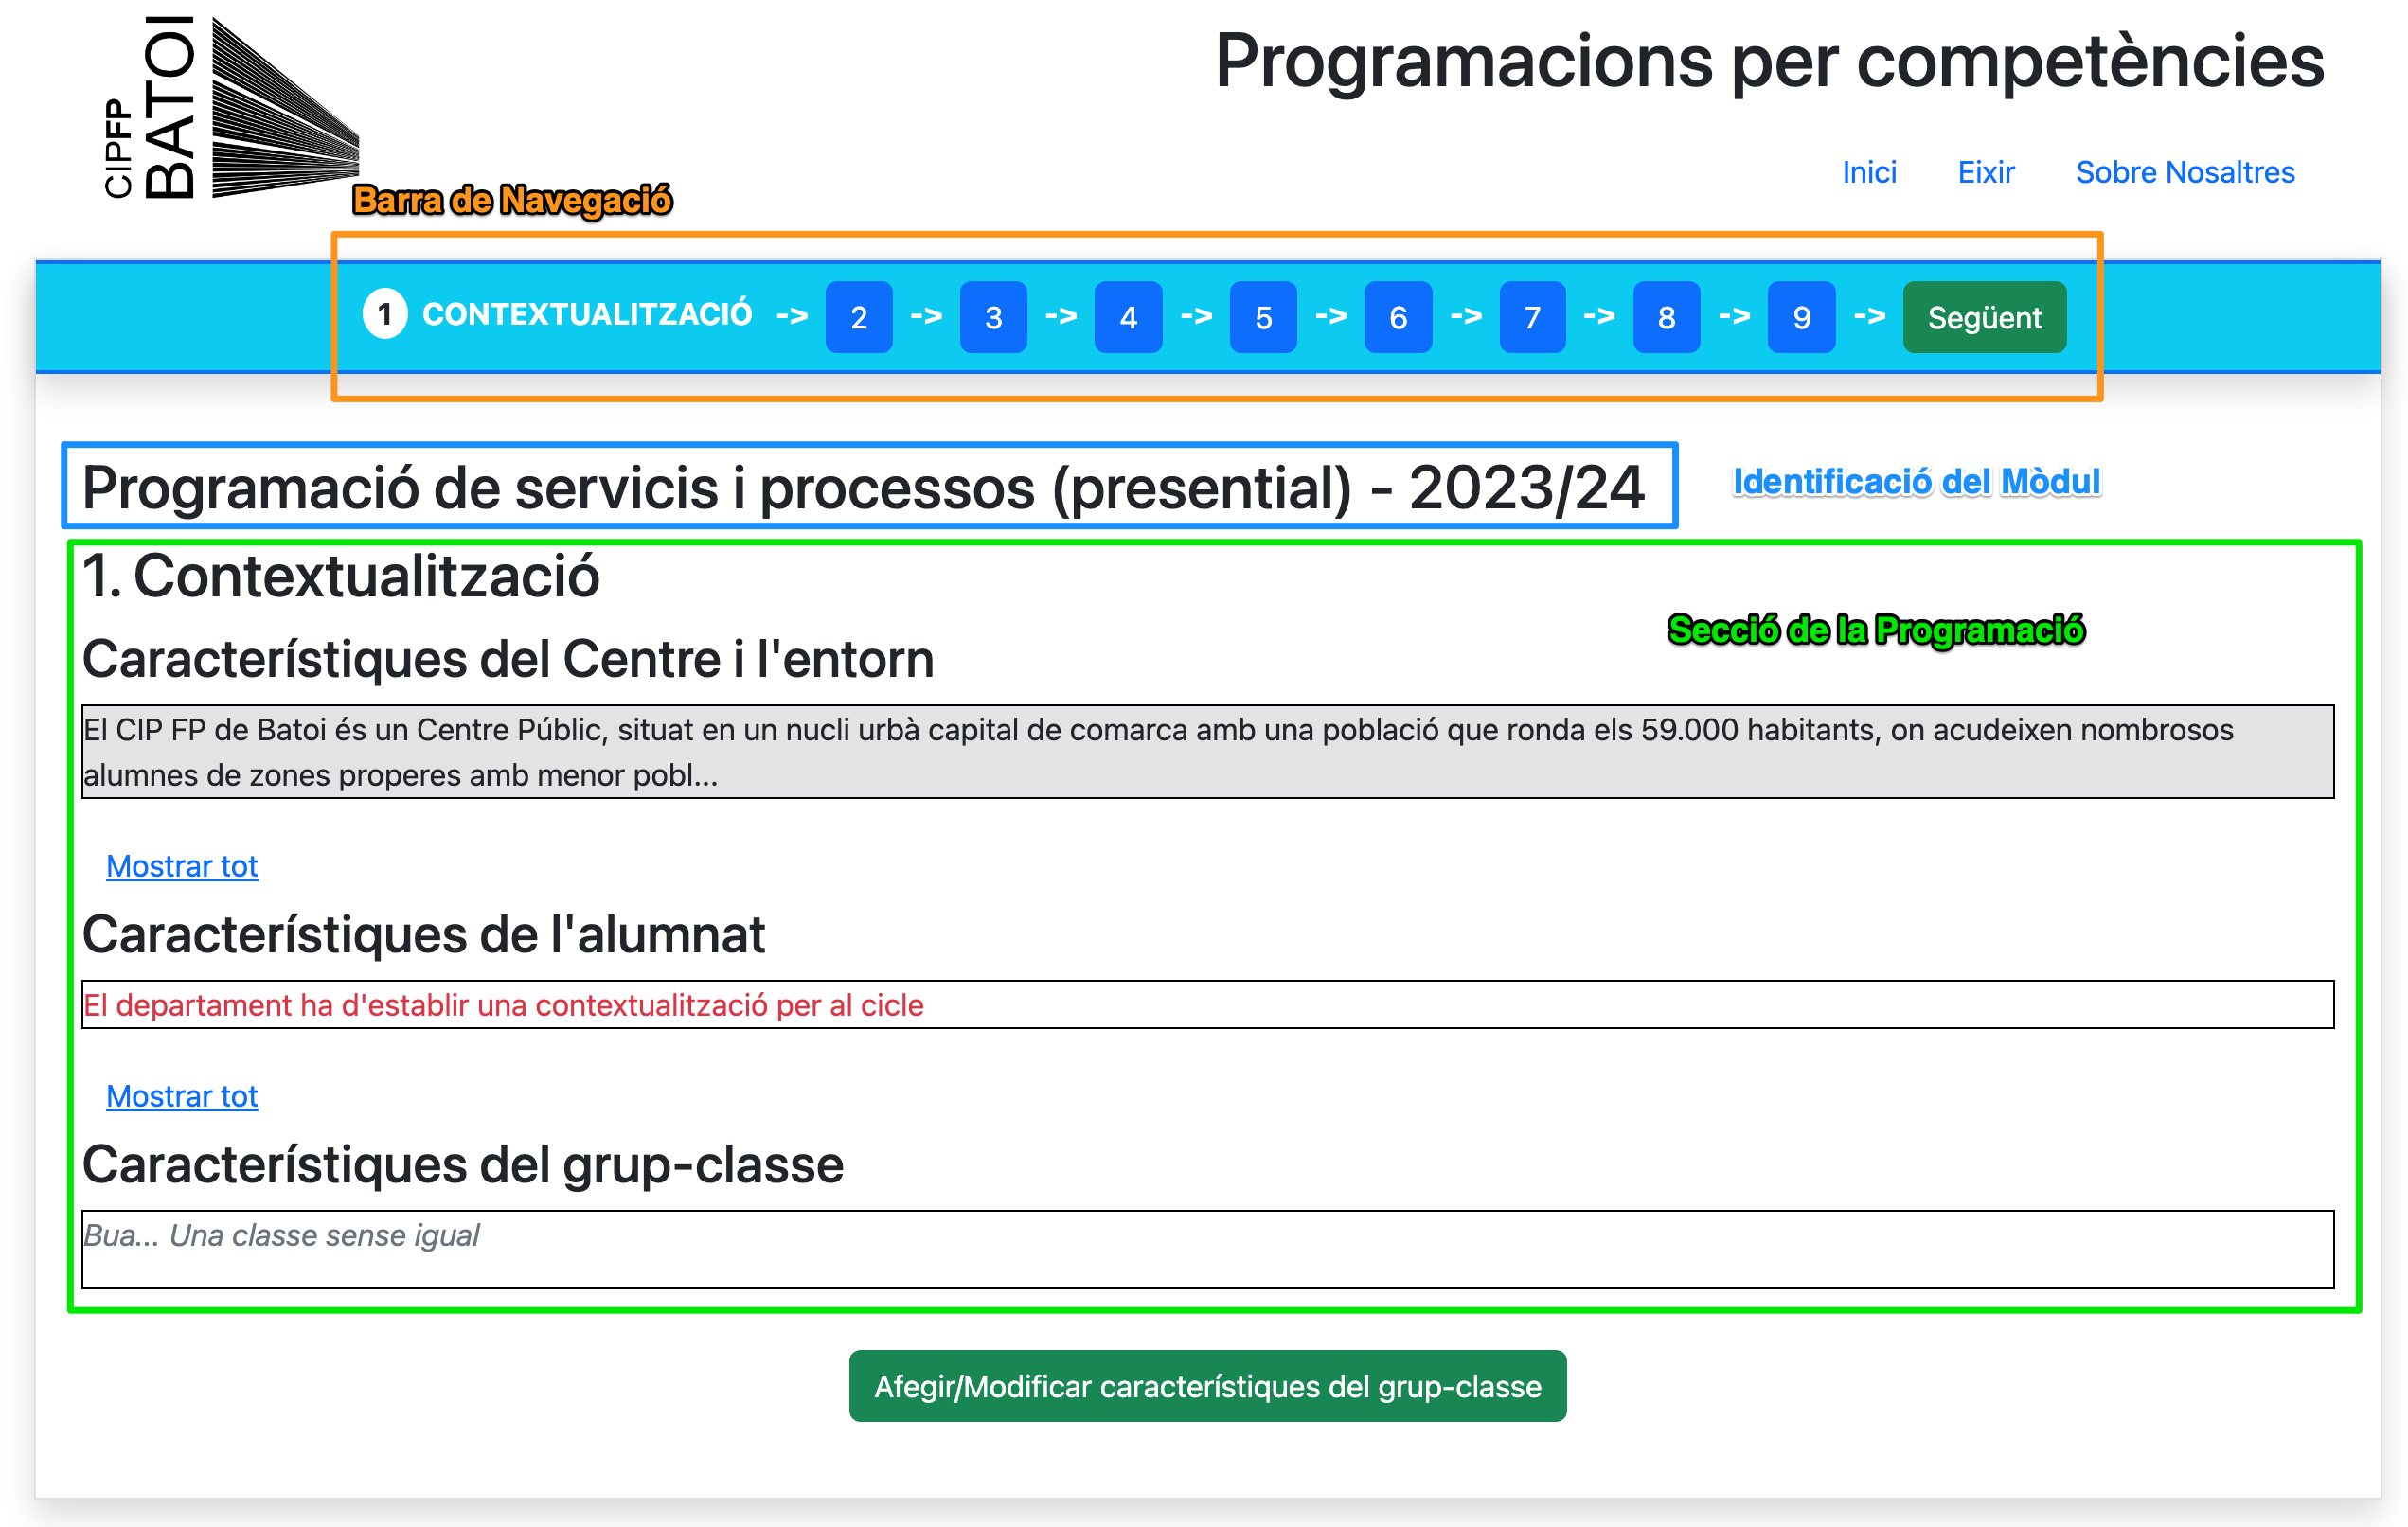 CIPFP
BATOI
Programacions per competències
Inici Eixir Sobre Nosaltres
Barra de Navegació
1 CONTEXTUALITZACIÓ -> 2 -> 3 -> 4 -> 5 -> 6 -> 7 -> 8 -> 9 -> Següent
Programació de servicis i processos (presential) - 2023/24
Identificació del Mòdul
1. Contextualització
Secció de la Programació
Característiques del Centre i l'entorn
El CIP FP de Batoi és un Centre Públic, situat en un nucli urbà capital de comarca amb una població que ronda els 59.000 habitants, on acudeixen nombrosos
alumnes de zones properes amb menor pobl...
Mostrar tot
Característiques de l'alumnat
El departament ha d'establir una contextualització per al cicle
Mostrar tot
Característiques del grup-classe
Bua... Una classe sense igual
Afegir/Modificar característiques del grup-classe